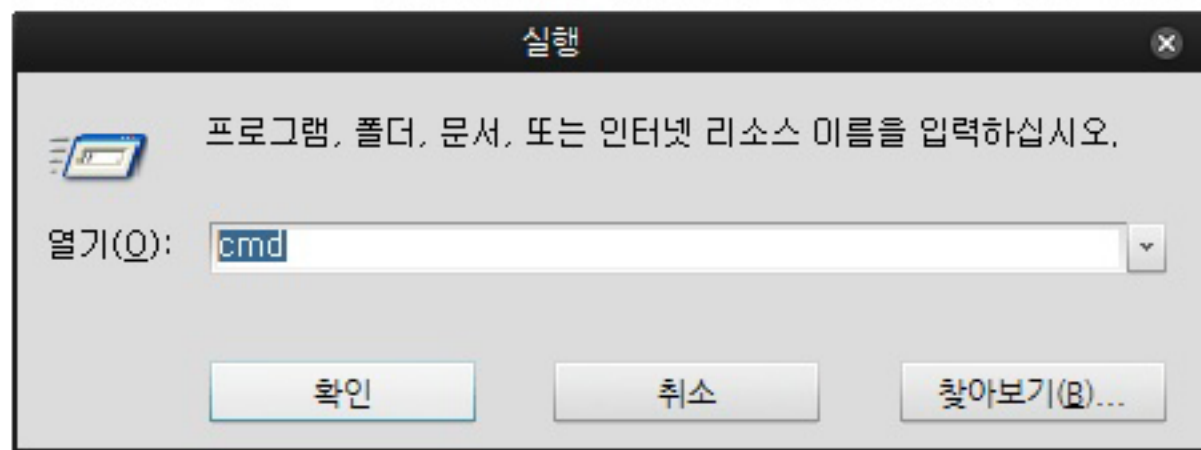 실행
프로그램, 폴더, 문서, 또는 인터넷 리소스 이름을 입력하십시오.
열기(O): cmd
확인 취소 찾아보기(B)...